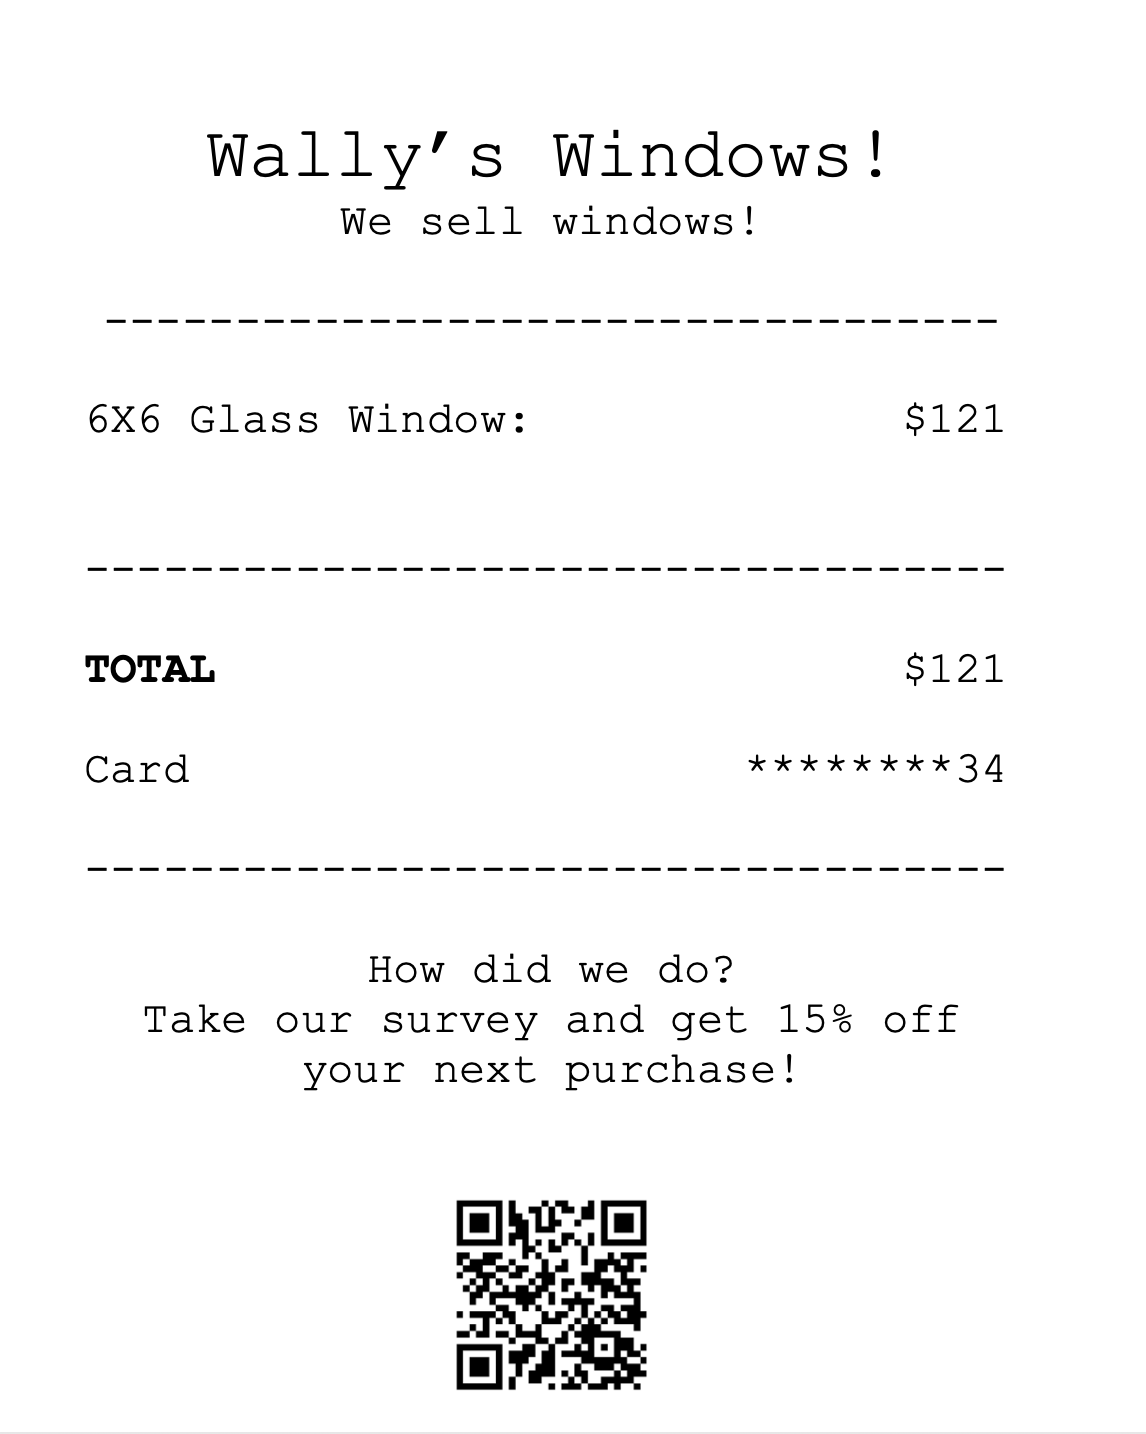 Wally’s Windows!
We sell windows!
----------------------------------
6X6 Glass Window: $121
-----------------------------------
TOTAL $121
Card ********34
-----------------------------------
How did we do?
Take our survey and get 15% off
your next purchase!